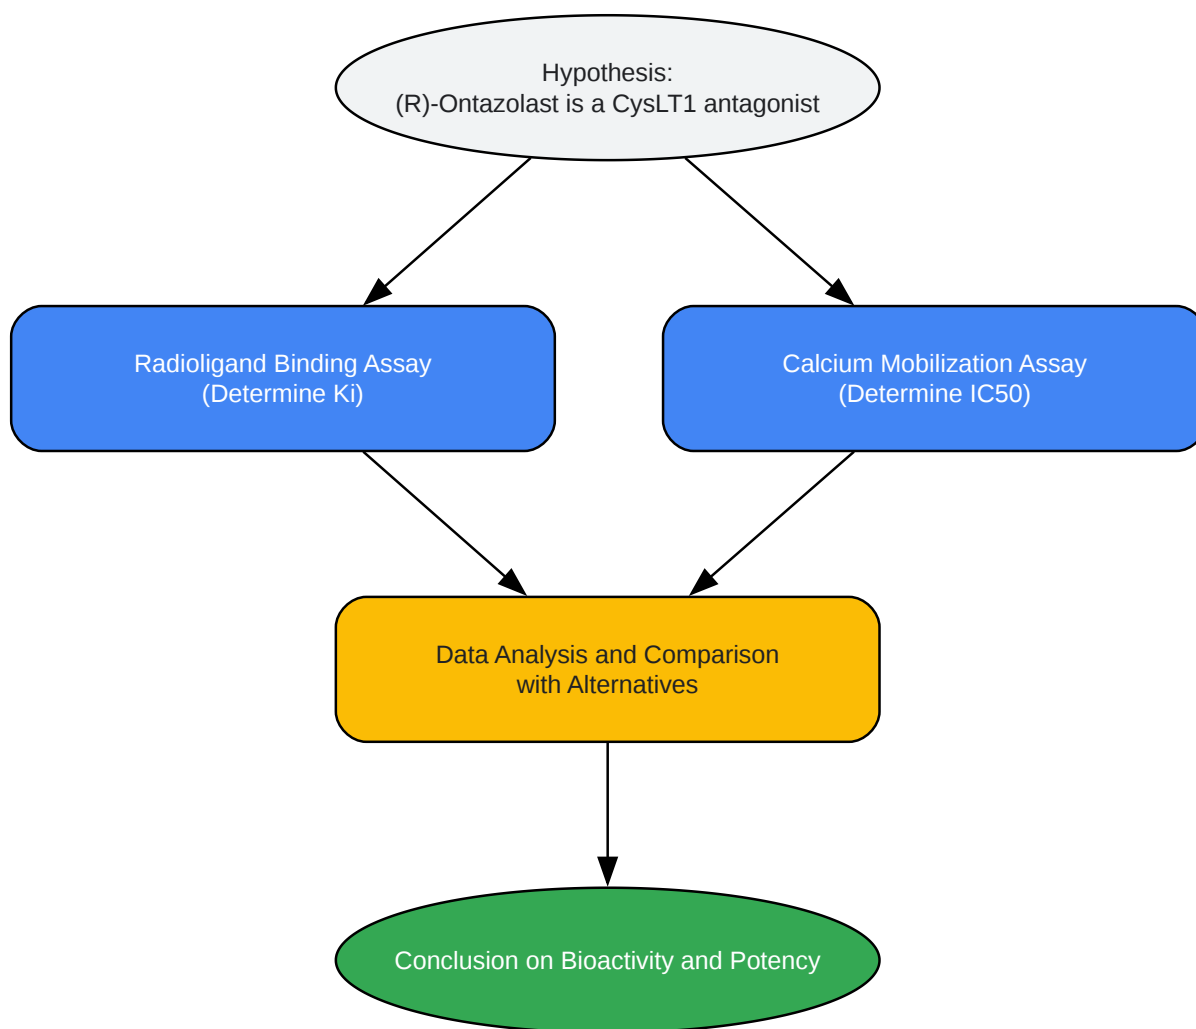 Hypothesis:
(R)-Ontazolast is a CysLT1 antagonist
Radioligand Binding Assay
(Determine Ki)
Calcium Mobilization Assay
(Determine IC50)
Data Analysis and Comparison
with Alternatives
Conclusion on Bioactivity and Potency